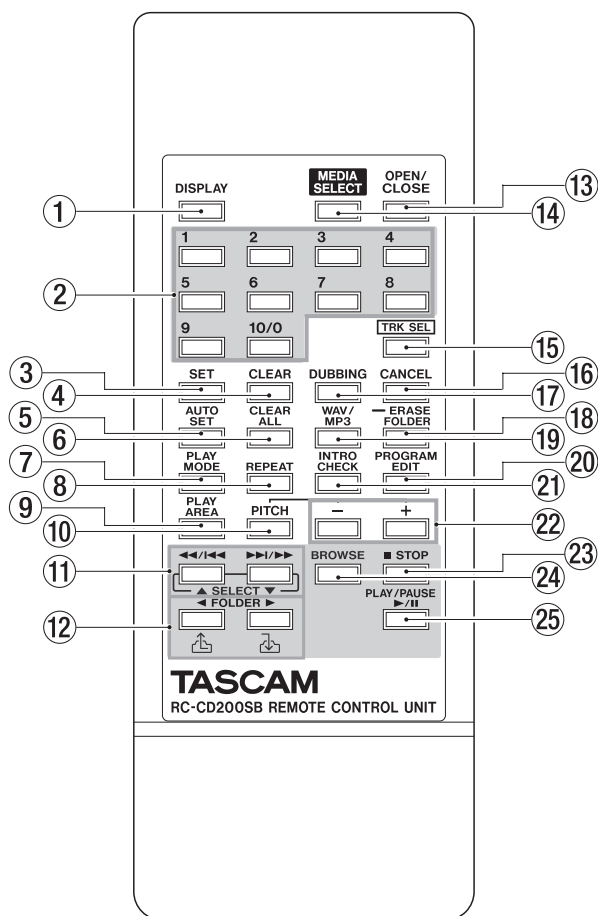 DISPLAY
MEDIA
SELECT
OPEN/
CLOSE
13
1
14
1 2 3 4
2
5 6 7 8
9 10/0
TRK SEL
15
3
SET CLEAR DUBBING CANCEL
16
4
17
5
AUTO
SET
CLEAR
ALL
WAV/
MP3
— ERASE
FOLDER
18
6
19
7
PLAY
MODE
REPEAT
INTRO
CHECK
PROGRAM
EDIT
20
8
21
9
PLAY
AREA
PITCH
− +
10
22
11
◄◄/I◄◄ ►►I/►►
BROWSE
■ STOP
23
▲ SELECT ▼
24
12
◄ FOLDER ►
PLAY/PAUSE
►/II
25
TASCAM
RC-CD200SB REMOTE CONTROL UNIT